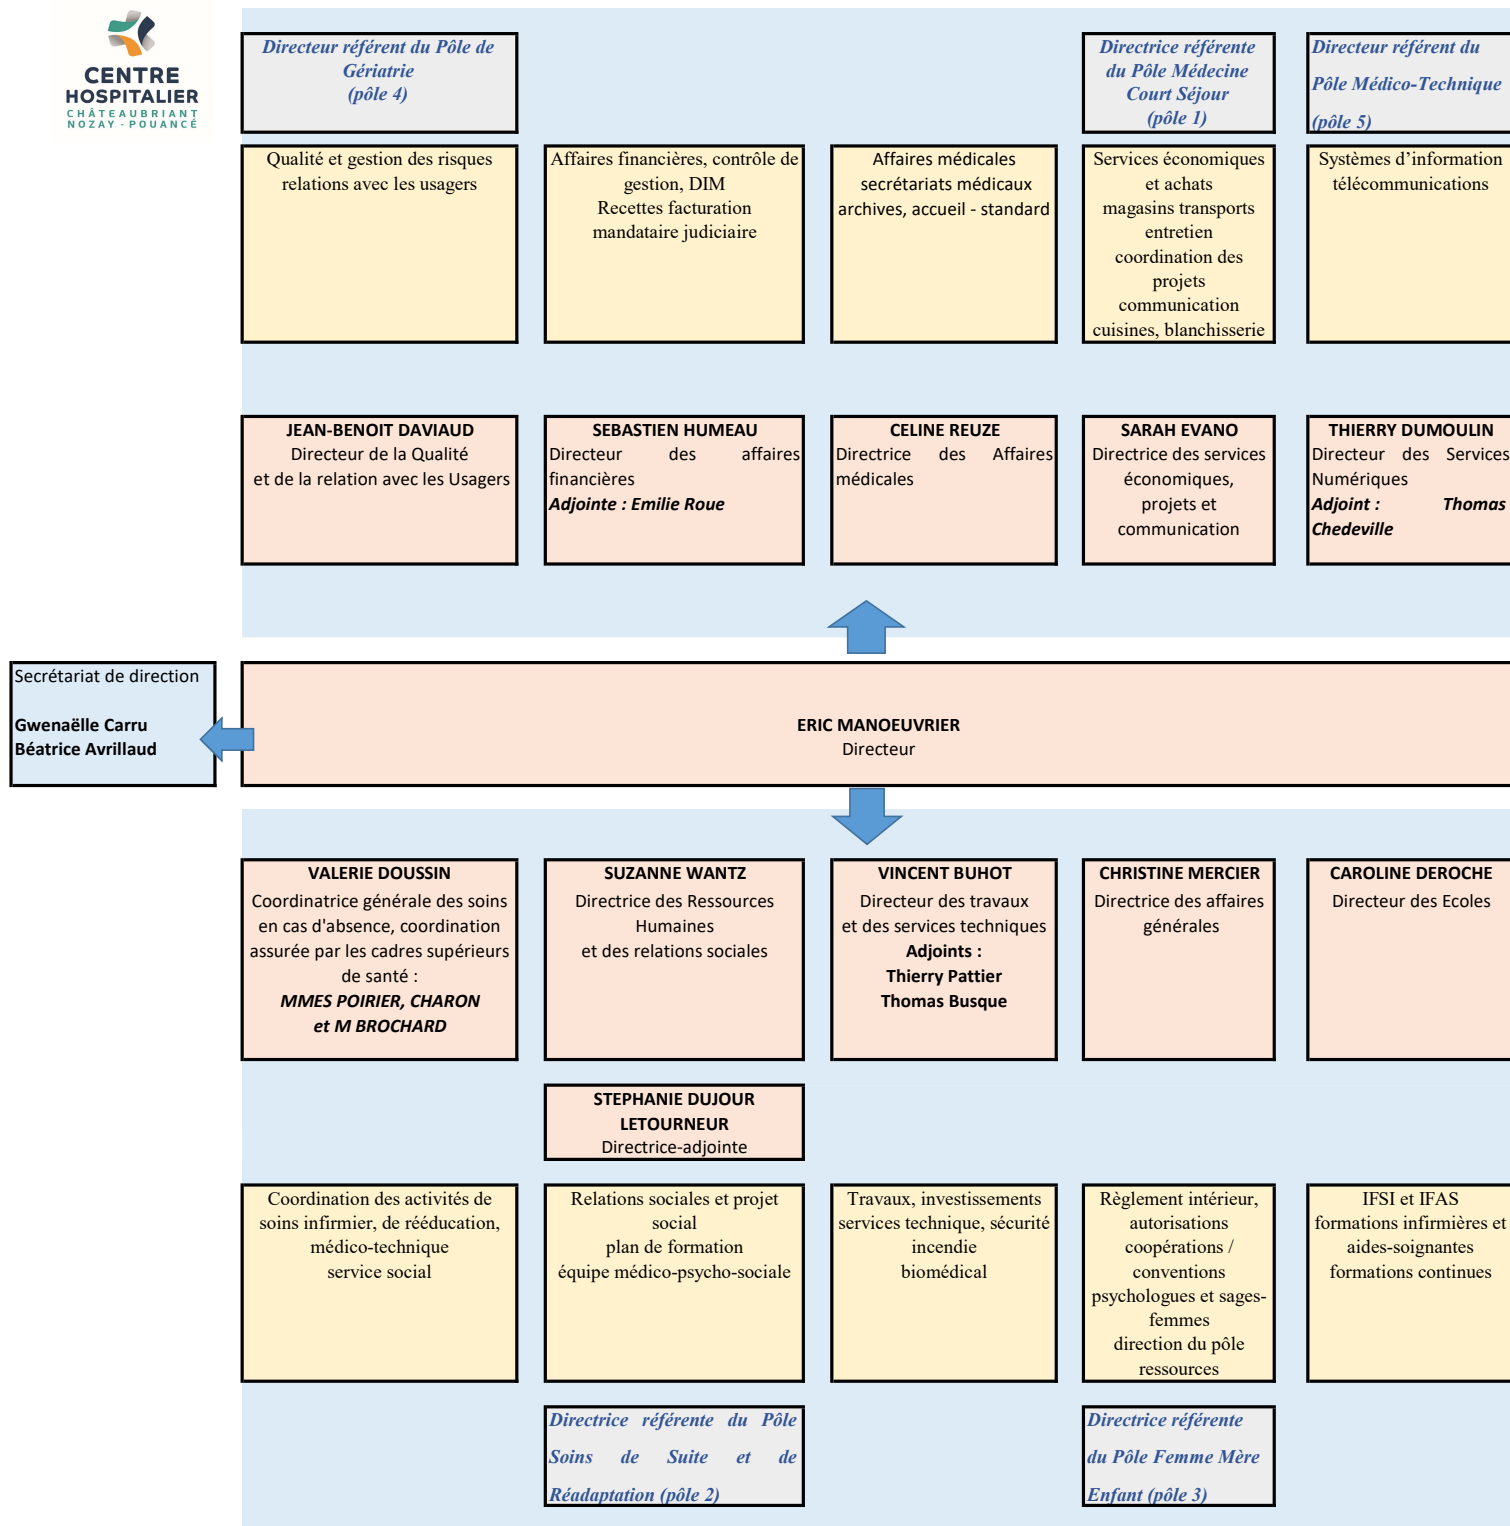 CENTRE
HOSPITALIER
CHÂTEAUBRIANT
NOZAY - POUANCÉ
Directeur référent du Pôle de
Gériatrie
(pôle 4)
Directrice référente
du Pôle Médecine
Court Séjour
(pôle 1)
Directeur référent du
Pôle Médico-Technique
(pôle 5)
Qualité et gestion des risques
relations avec les usagers
Affaires financières, contrôle de
gestion, DIM
Recettes facturation
mandataire judiciaire
Affaires médicales
secrétariats médicaux
archives, accueil - standard
Services économiques
et achats
magasins transports
entretien
coordination des
projets
communication
cuisines, blanchisserie
Systèmes d’information
télécommunications
JEAN-BENOIT DAVIAUD
Directeur de la Qualité
et de la relation avec les Usagers
SEBASTIEN HUMEAU
Directeur des affaires
financières
Adjointe : Emilie Roue
CELINE REUZE
Directrice des Affaires
médicales
SARAH EVANO
Directrice des services
économiques,
projets et
communication
THIERRY DUMOULIN
Directeur des Services
Numériques
Adjoint : Thomas
Chedeville
Secrétariat de direction
Gwenaëlle Carru
Béatrice Avrillaud
ERIC MANOEUVRIER
Directeur
VALERIE DOUSSIN
Coordinatrice générale des soins
en cas d'absence, coordination
assurée par les cadres supérieurs
de santé :
MMES POIRIER, CHARON
et M BROCHARD
SUZANNE WANTZ
Directrice des Ressources
Humaines
et des relations sociales
VINCENT BUHOT
Directeur des travaux
et des services techniques
Adjoints :
Thierry Pattier
Thomas Busque
CHRISTINE MERCIER
Directrice des affaires
générales
CAROLINE DEROCHE
Directeur des Ecoles
STEPHANIE DUJOUR
LETOURNEUR
Directrice-adjointe
Coordination des activités de
soins infirmier, de rééducation,
médico-technique
service social
Relations sociales et projet
social
plan de formation
équipe médico-psycho-sociale
Travaux, investissements
services technique, sécurité
incendie
biomédical
Règlement intérieur,
autorisations
coopérations /
conventions
psychologues et sages-
femmes
direction du pôle
ressources
IFSI et IFAS
formations infirmières et
aides-soignantes
formations continues
Directrice référente du Pôle
Soins de Suite et de
Réadaptation (pôle 2)
Directrice référente
du Pôle Femme Mère
Enfant (pôle 3)